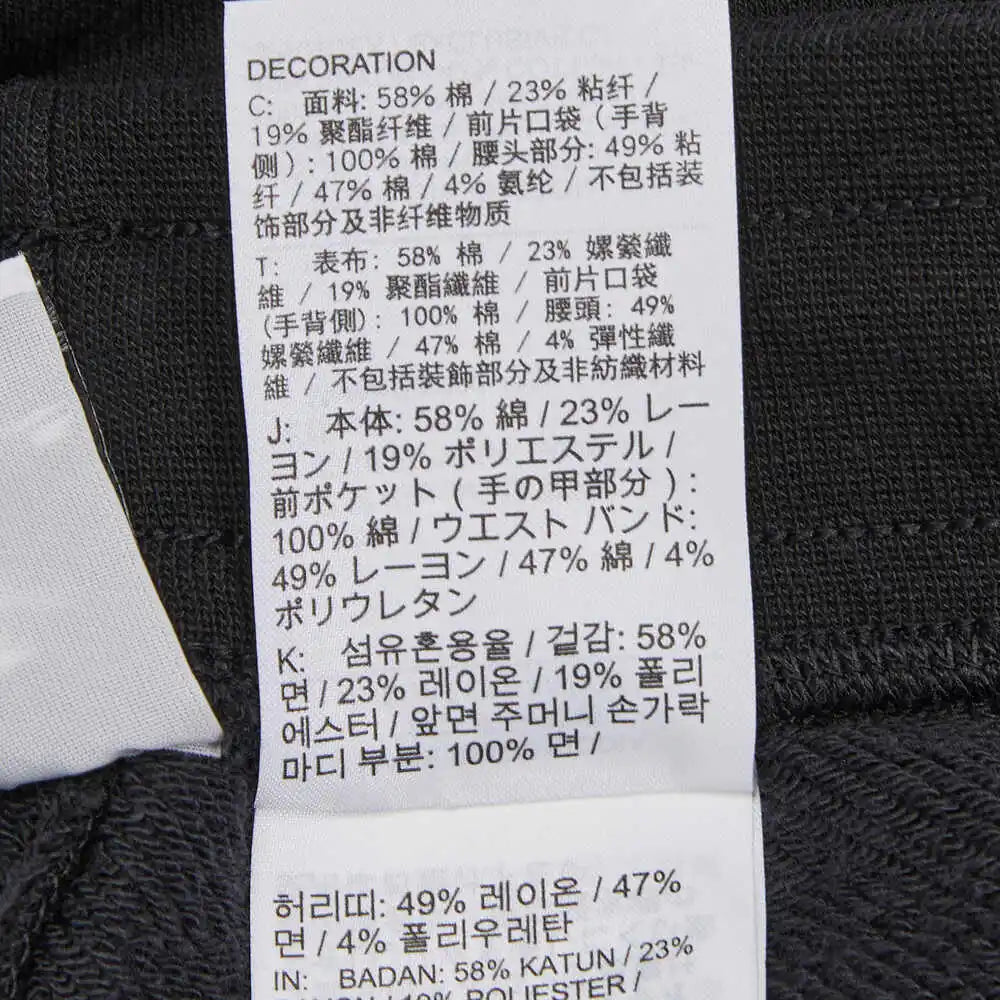 DECORATION
C: 面料: 58% 棉 / 23% 粘纤 /
19% 聚酯纤维 / 前片口袋 (手背
侧) : 100% 棉 / 腰头部分: 49% 粘
纤 / 47% 棉 / 4% 氨纶 / 不包括装
饰部分及非纤维物质
T: 表布: 58% 棉 / 23% 嫘縈纖
維 / 19% 聚酯纖維 / 前片口袋
(手背側) : 100% 棉 / 腰頭: 49%
嫘縈纖維 / 47% 棉 / 4% 彈性纖
維 / 不包括裝飾部分及非紡織材料
J: 本体: 58% 綿 / 23% レー
ヨン / 19% ポリエステル /
前ポケット ( 手の甲部分 ) :
100% 綿 / ウエスト バンド:
49% レーヨン / 47% 綿 / 4%
ポリウレタン
K: 섬유혼용율 / 겉감: 58%
면 / 23% 레이온 / 19% 폴리
에스터 / 앞면 주머니 손가락
마디 부분: 100% 면 /
허리띠: 49% 레이온 / 47%
면 / 4% 폴리우레탄
IN: BADAN: 58% KATUN / 23%
RAYON / 19% POLIESTER /